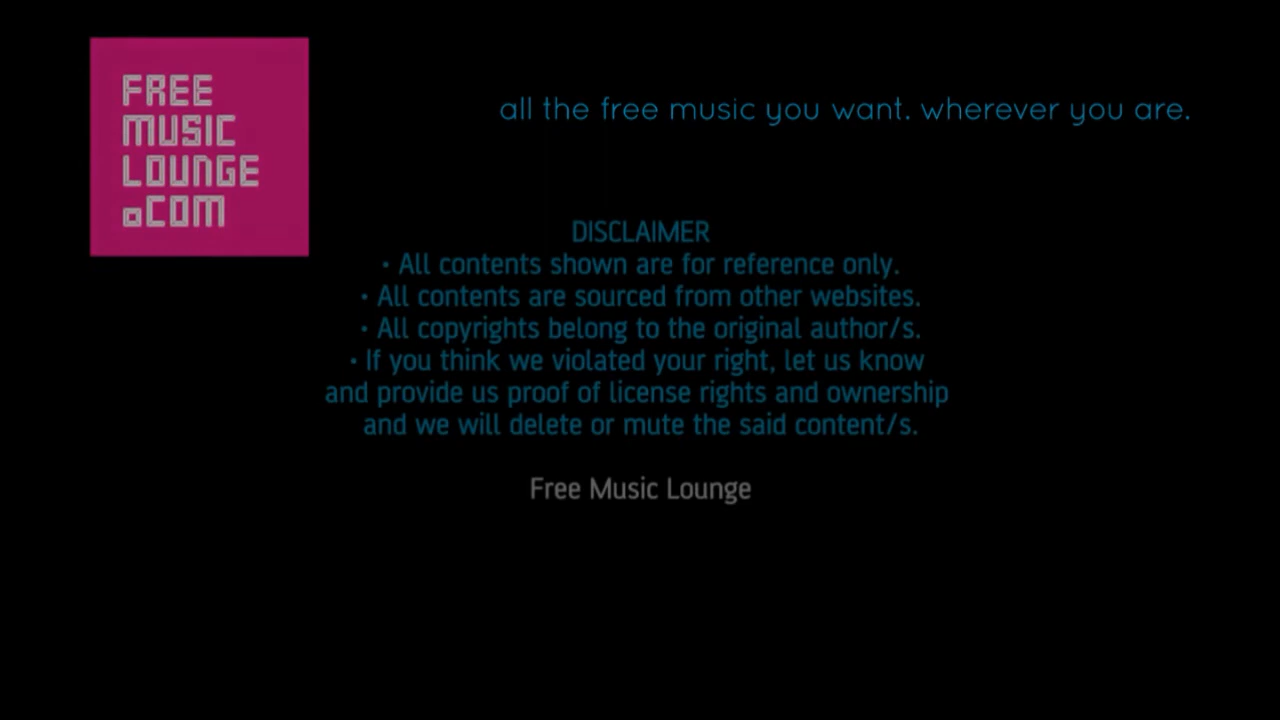 FREE
MUSIC
LOUNGE
.COM
all the free music you want. wherever you are.
DISCLAIMER
• All contents shown are for reference only.
• All contents are sourced from other websites.
• All copyrights belong to the original author/s.
• If you think we violated your right, let us know
and provide us proof of license rights and ownership
and we will delete or mute the said content/s.
Free Music Lounge